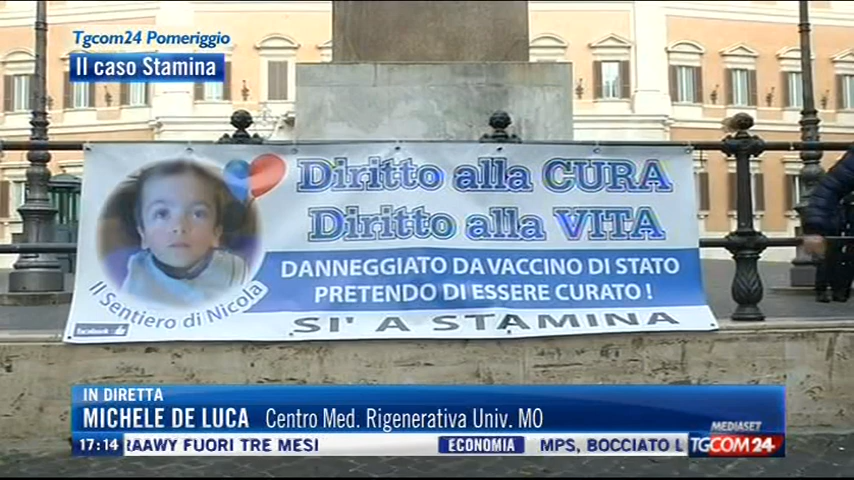 Tgcom24 Pomeriggio
Il caso Stamina
Diritto alla CURA
Diritto alla VITA
DANNEGGIATO DA VACCINO DI STATO
PRETENDO DI ESSERE CURATO !
Il Sentiero di Nicola
SI' A STAMINA
facebook
IN DIRETTA
MICHELE DE LUCA Centro Med. Rigenerativa Univ. MO
MEDIASET
17:14 RAAWY FUORI TRE MESI ECONOMIA MPS, BOCCIATO L TGCOM24